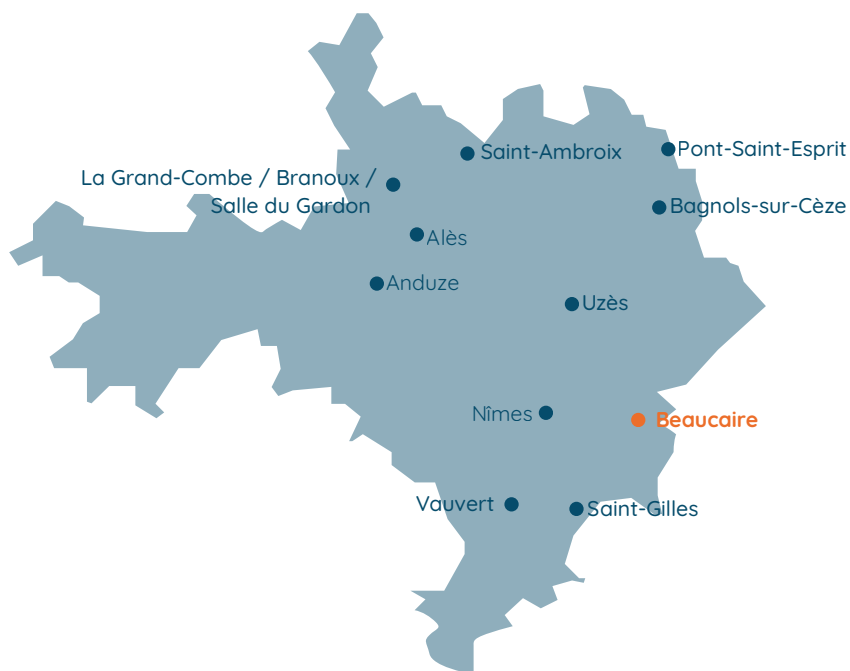 Pont-Saint-Esprit
Saint-Ambroix
La Grand-Combe / Branoux /
Salle du Gardon
Bagnols-sur-Cèze
Alès
Anduze
Uzès
Nîmes
Beaucaire
Vauvert
Saint-Gilles